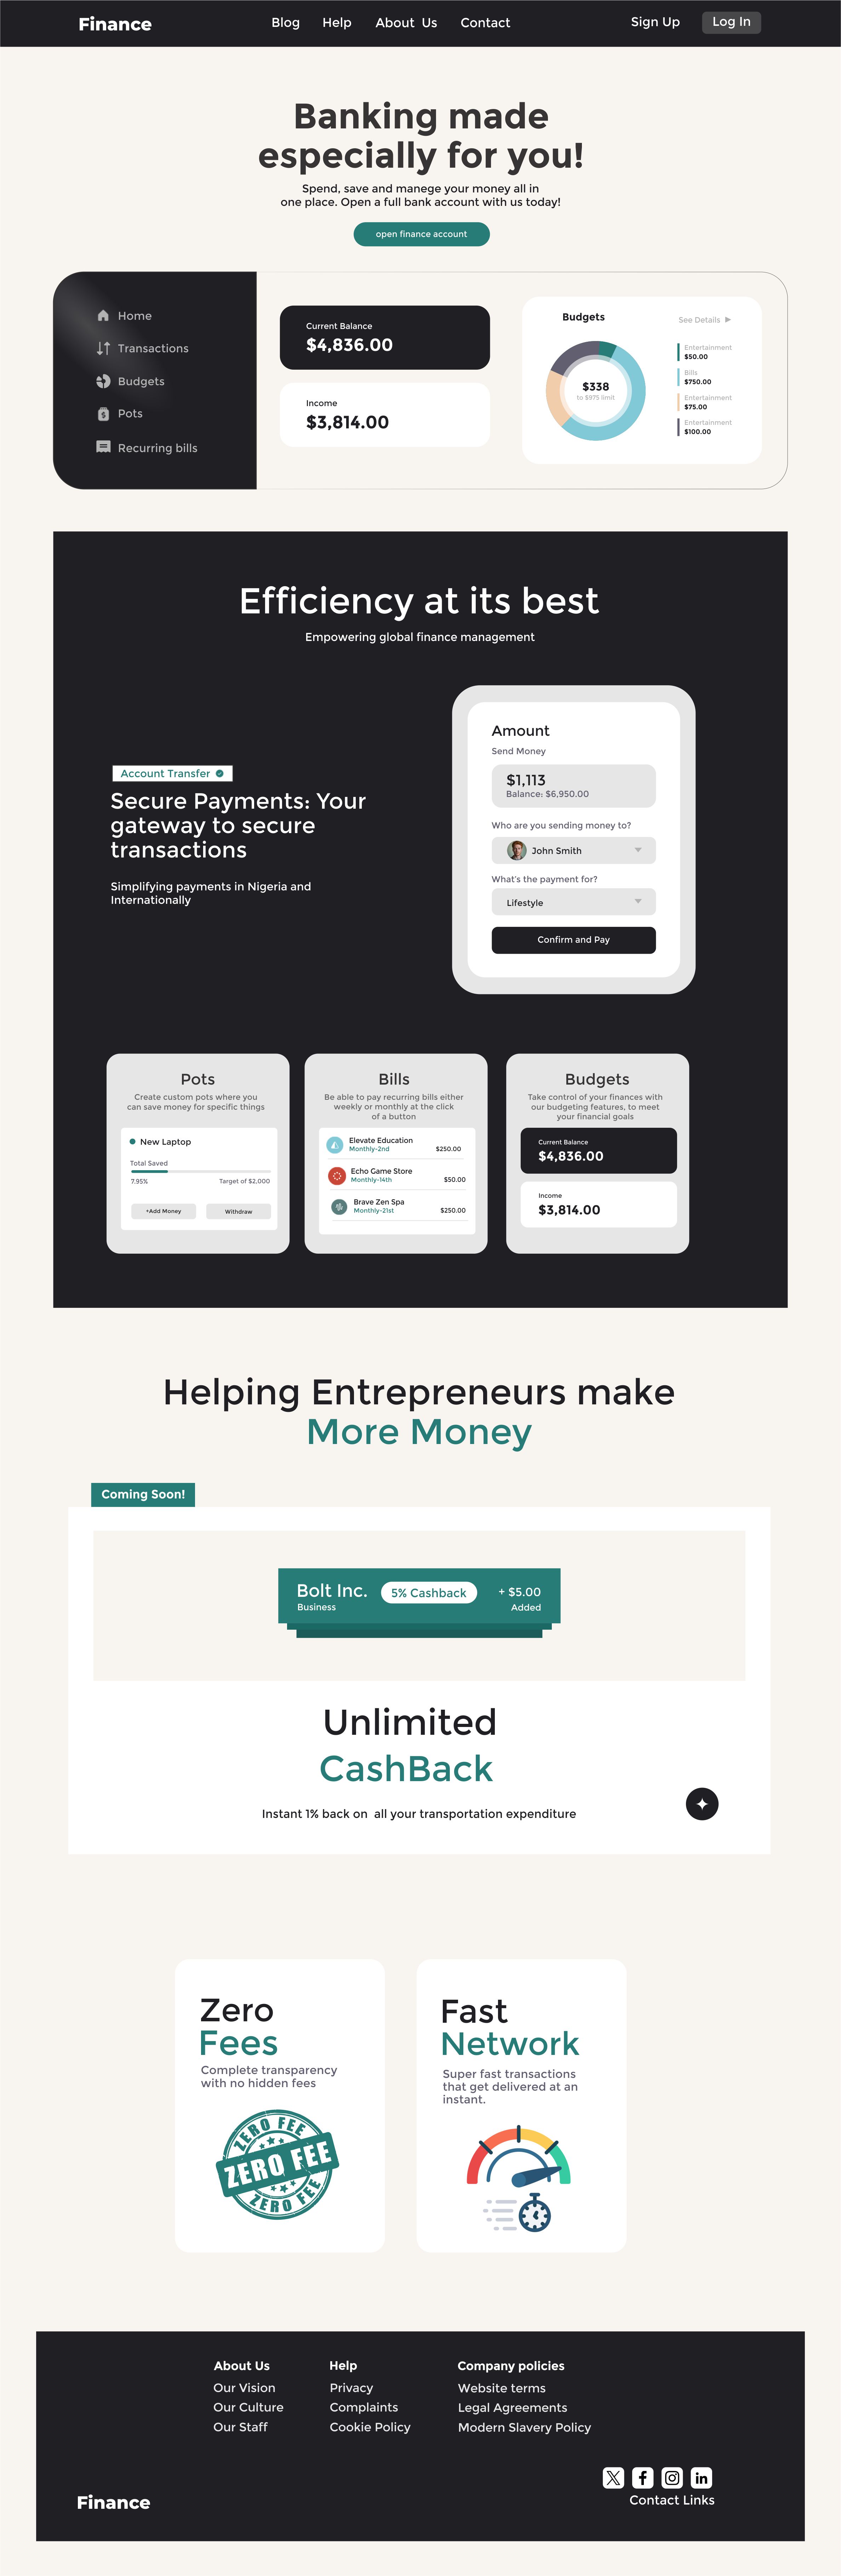 Finance
Blog Help About Us Contact
Sign Up Log In
Banking made
especially for you!
Spend, save and manege your money all in
one place. Open a full bank account with us today!
open finance account
Home
Transactions
Budgets
Pots
Recurring bills
Current Balance
$4,836.00
Income
$3,814.00
Budgets
See Details
$338
to $975 limit
Entertainment
$50.00
Bills
$750.00
Entertainment
$75.00
Entertainment
$100.00
Efficiency at its best
Empowering global finance management
Account Transfer
Secure Payments: Your
gateway to secure
transactions
Simplifying payments in Nigeria and
Internationally
Amount
Send Money
$1,113
Balance: $6,950.00
Who are you sending money to?
John Smith
What's the payment for?
Lifestyle
Confirm and Pay
Pots
Create custom pots where you
can save money for specific things
New Laptop
Total Saved
7.95% Target of $2,000
+Add Money Withdraw
Bills
Be able to pay recurring bills either
weekly or monthly at the click
of a button
Elevate Education
Monthly-2nd $250.00
Echo Game Store
Monthly-14th $50.00
Brave Zen Spa
Monthly-21st $250.00
Budgets
Take control of your finances with
our budgeting features, to meet
your financial goals
Current Balance
$4,836.00
Income
$3,814.00
Helping Entrepreneurs make
More Money
Coming Soon!
Bolt Inc. 5% Cashback + $5.00
Business Added
Unlimited
CashBack
Instant 1% back on all your transportation expenditure
Zero
Fees
Complete transparency
with no hidden fees
ZERO FEE
ZERO FEE
ZERO FEE
Fast
Network
Super fast transactions
that get delivered at an
instant.
About Us
Our Vision
Our Culture
Our Staff
Help
Privacy
Complaints
Cookie Policy
Company policies
Website terms
Legal Agreements
Modern Slavery Policy
Contact Links
Finance